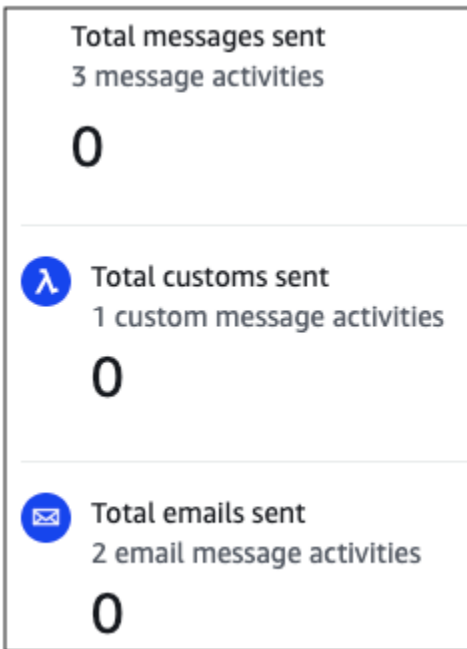 Total messages sent
3 message activities
0
λ
Total customs sent
1 custom message activities
0
Total emails sent
2 email message activities
0